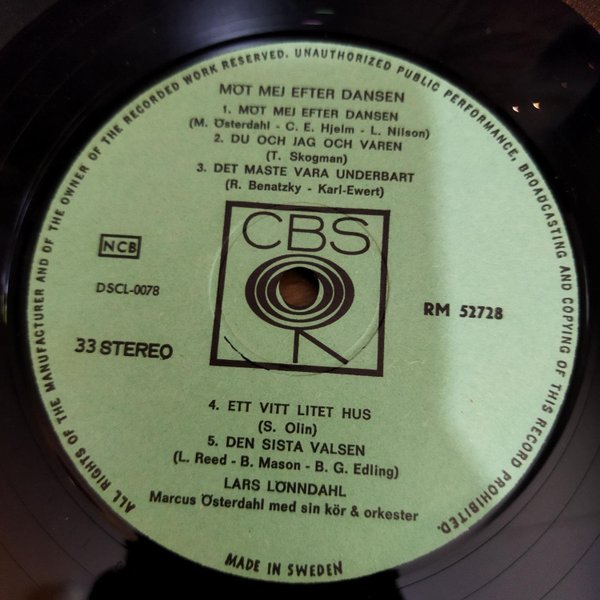 ALL RIGHTS OF THE MANUFACTURER AND OF THE OWNER OF THE RECORDED WORK RESERVED. UNAUTHORIZED PUBLIC PERFORMANCE, BROADCASTING AND COPYING OF THIS RECORD PROHIBITED.
MÖT MEJ EFTER DANSEN
1. MÖT MEJ EFTER DANSEN
(M. Österdahl - C. E. Hjelm - L. Nilson)
2. DU OCH JAG OCH VAREN
(T. Skogman)
3. DET MASTE VARA UNDERBART
(R. Benatzky - Karl-Ewert)
CBS
NCB
DSCL-0078
RM 52728
33 STEREO
4. ETT VITT LITET HUS
(S. Olin)
5. DEN SISTA VALSEN
(L. Reed - B. Mason - B. G. Edling)
LARS LÖNNDAHL
Marcus Österdahl med sin kör & orkester
MADE IN SWEDEN